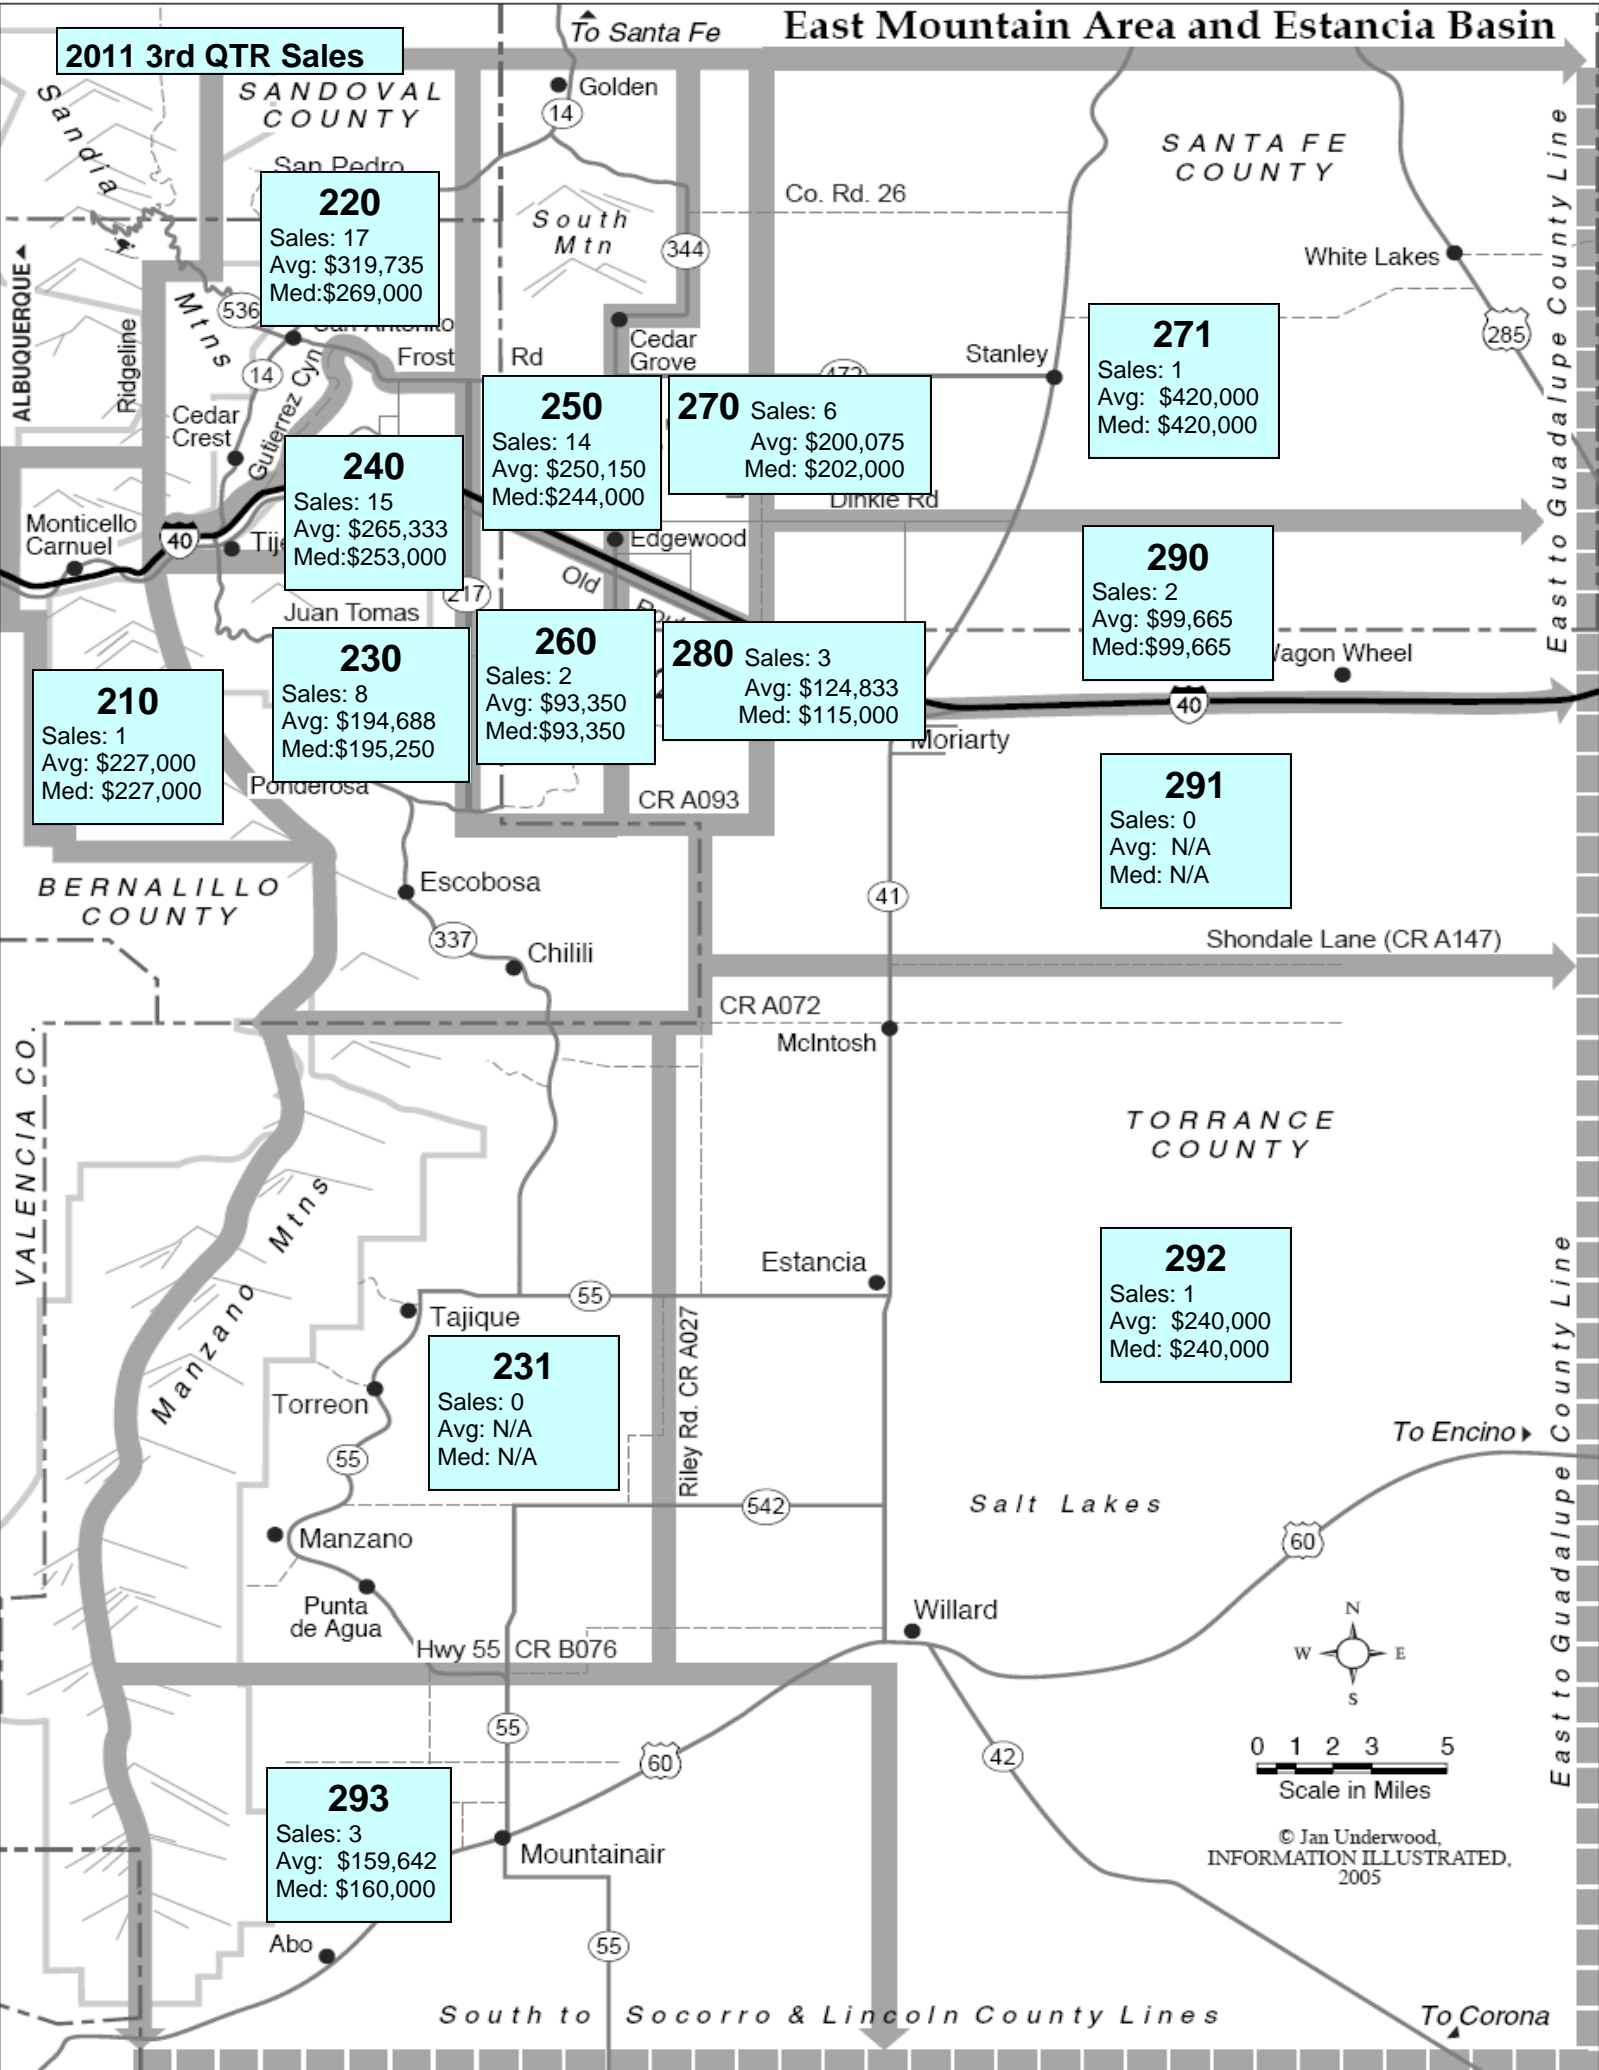 To Santa Fe
East Mountain Area and Estancia Basin
2011 3rd QTR Sales
Golden
SANDOVAL
COUNTY
14
Sandia
Mtns
SANTA FE
COUNTY
San Pedro
220
Sales: 17
Avg: $319,735
Med:$269,000
South
Mtn
344
Co. Rd. 26
White Lakes
285
East to Guadalupe County Line
ALBUQUERQUE
Ridgeline
536
San Antonito
Cedar
Grove
Frost
Rd
14
Gutierrez Cyn
Cedar
Crest
472
Stanley
271
Sales: 1
Avg: $420,000
Med: $420,000
250
Sales: 14
Avg: $250,150
Med:$244,000
270 Sales: 6
Avg: $200,075
Med: $202,000
240
Sales: 15
Avg: $265,333
Med:$253,000
Dinkle Rd
Monticello
Carnuel
40
Tije
Edgewood
Old
290
Sales: 2
Avg: $99,665
Med:$99,665
217
Juan Tomas
230
Sales: 8
Avg: $194,688
Med:$195,250
260
Sales: 2
Avg: $93,350
Med:$93,350
280 Sales: 3
Avg: $124,833
Med: $115,000
Wagon Wheel
40
210
Sales: 1
Avg: $227,000
Med: $227,000
Moriarty
Ponderosa
CR A093
291
Sales: 0
Avg: N/A
Med: N/A
BERNALILLO
COUNTY
Escobosa
41
337
Chilili
Shondale Lane (CR A147)
CR A072
McIntosh
VALENCIA CO.
TORRANCE
COUNTY
Manzano Mtns
Estancia
292
Sales: 1
Avg: $240,000
Med: $240,000
55
Tajique
Riley Rd. CR A027
231
Sales: 0
Avg: N/A
Med: N/A
Torreon
55
East to Guadalupe County Line
To Encino
542
Salt Lakes
60
Manzano
Punta
de Agua
Willard
Hwy 55
CR B076
N
W E
S
55
60
42
0 1 2 3 5
Scale in Miles
293
Sales: 3
Avg: $159,642
Med: $160,000
Mountainair
© Jan Underwood,
INFORMATION ILLUSTRATED,
2005
Abo
55
South to Socorro & Lincoln County Lines
To Corona